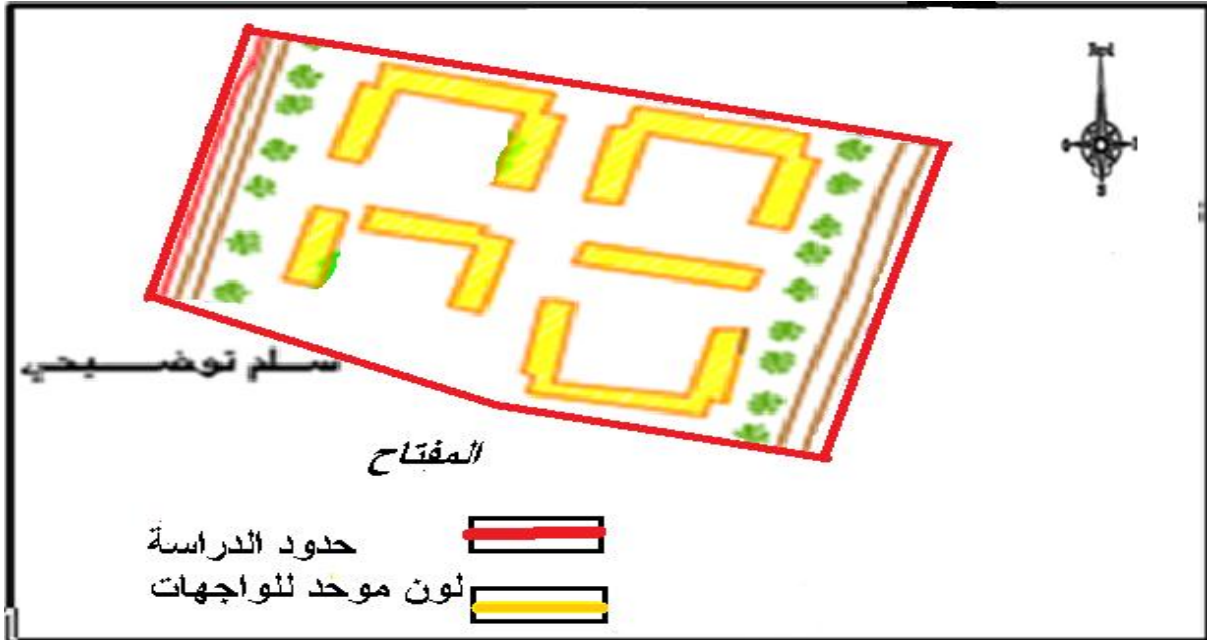 سلم توضيحي
المفتاح
حدود الدراسة
لون موحد للواجهات